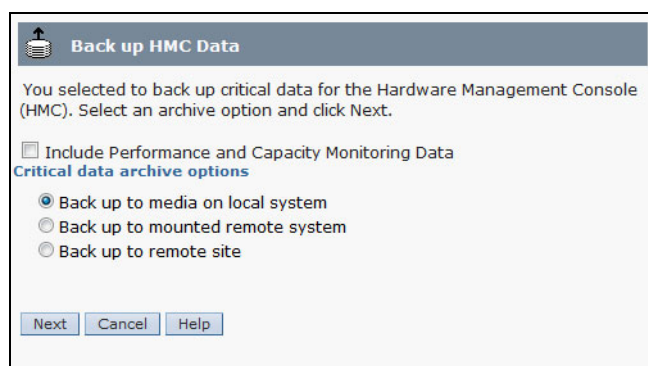 Back up HMC Data
You selected to back up critical data for the Hardware Management Console
(HMC). Select an archive option and click Next.
Include Performance and Capacity Monitoring Data
Critical data archive options
Back up to media on local system
Back up to mounted remote system
Back up to remote site
Next Cancel Help